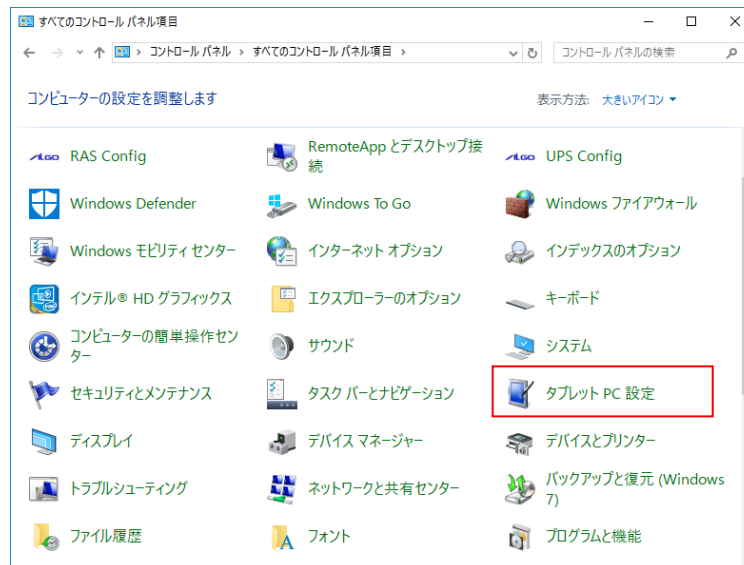 すべてのコントロール パネル項目
コントロール パネル › すべてのコントロール パネル項目 ›
コントロール パネルの検索
コンピューターの設定を調整します
表示方法: 大きいアイコン
ALGO RAS Config
RemoteApp とデスクトップ接
続
ALGO UPS Config
Windows Defender
Windows To Go
Windows ファイアウォール
Windows モビリティ センター
インターネット オプション
インデックスのオプション
インテル® HD グラフィックス
エクスプローラーのオプション
キーボード
コンピューターの簡単操作セン
ター
サウンド
システム
セキュリティとメンテナンス
タスク バーとナビゲーション
タブレット PC 設定
ディスプレイ
デバイス マネージャー
デバイスとプリンター
トラブルシューティング
ネットワークと共有センター
バックアップと復元 (Windows
7)
ファイル履歴
フォント
プログラムと機能